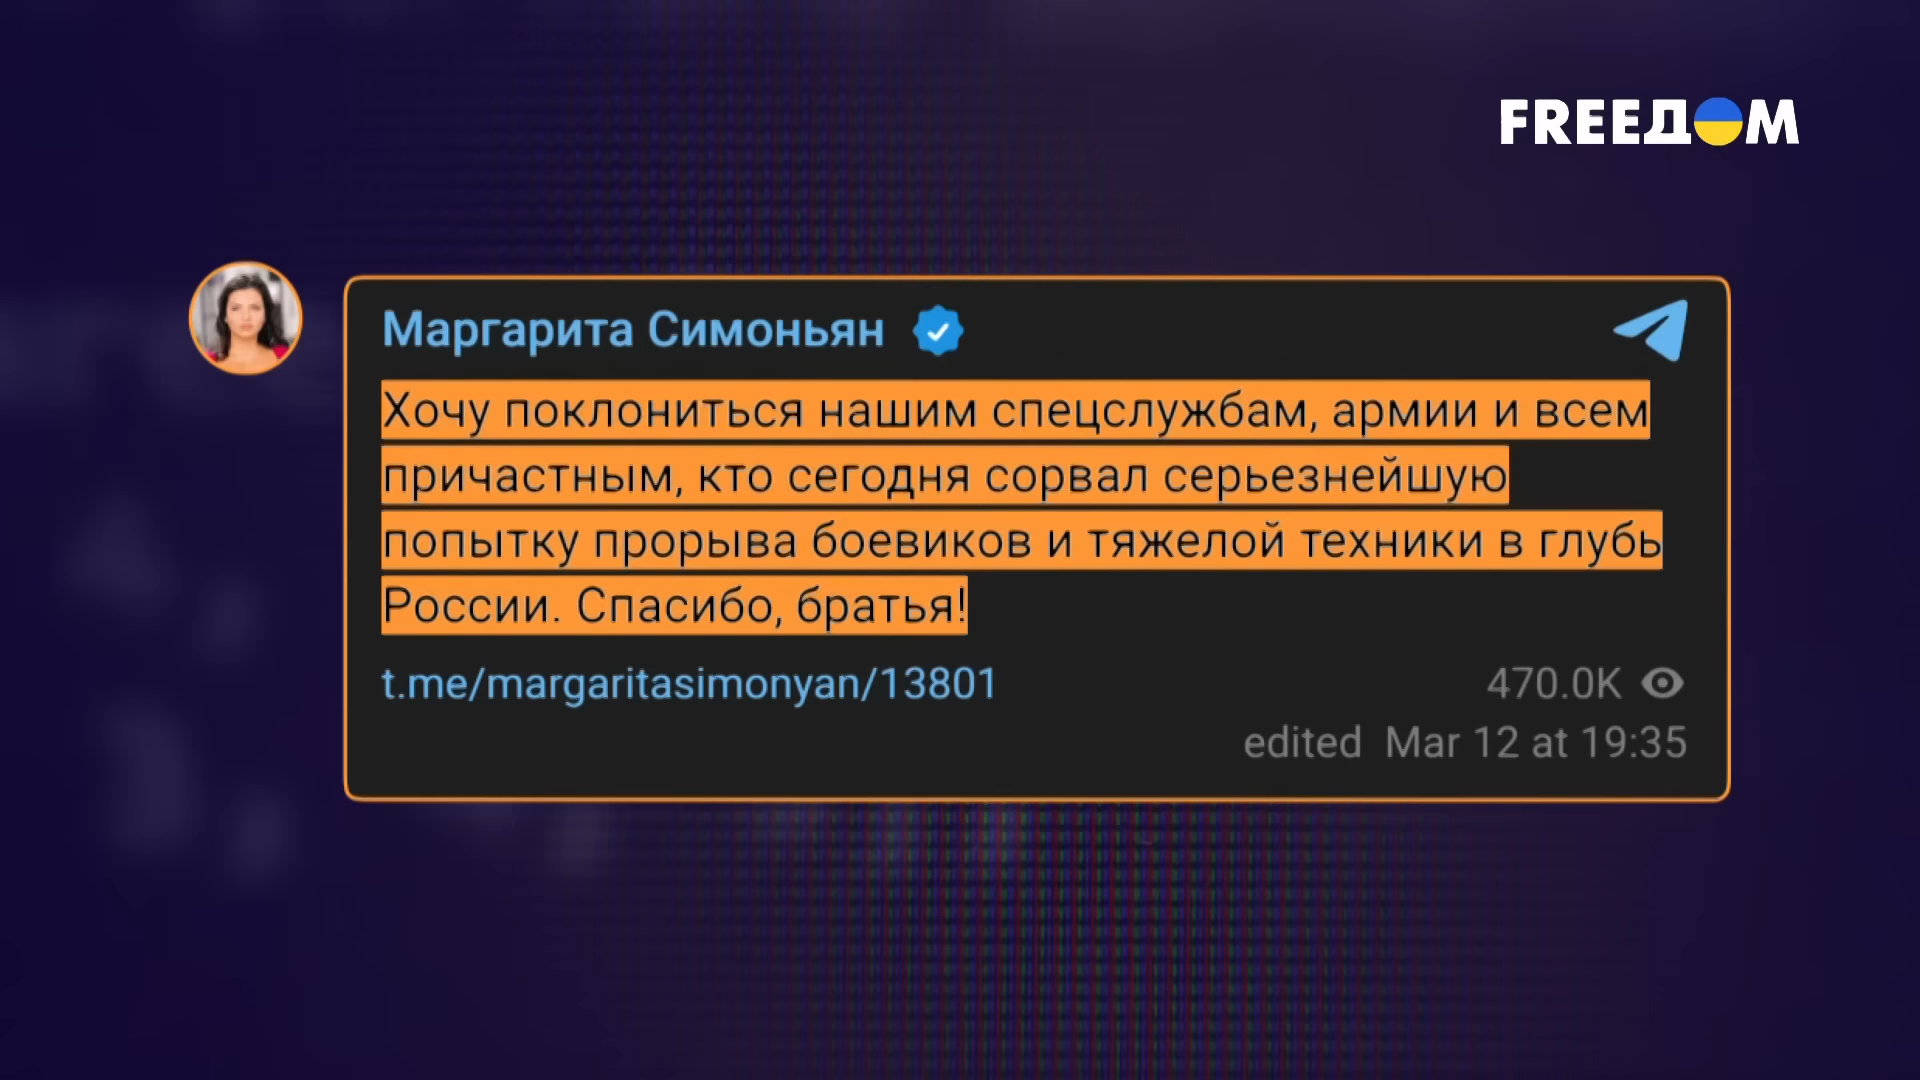 FREEДOM
Маргарита Симоньян
Хочу поклониться нашим спецслужбам, армии и всем
причастным, кто сегодня сорвал серьезнейшую
попытку прорыва боевиков и тяжелой техники в глубь
России. Спасибо, братья!
t.me/margaritasimonyan/13801
470.0K
edited Mar 12 at 19:35